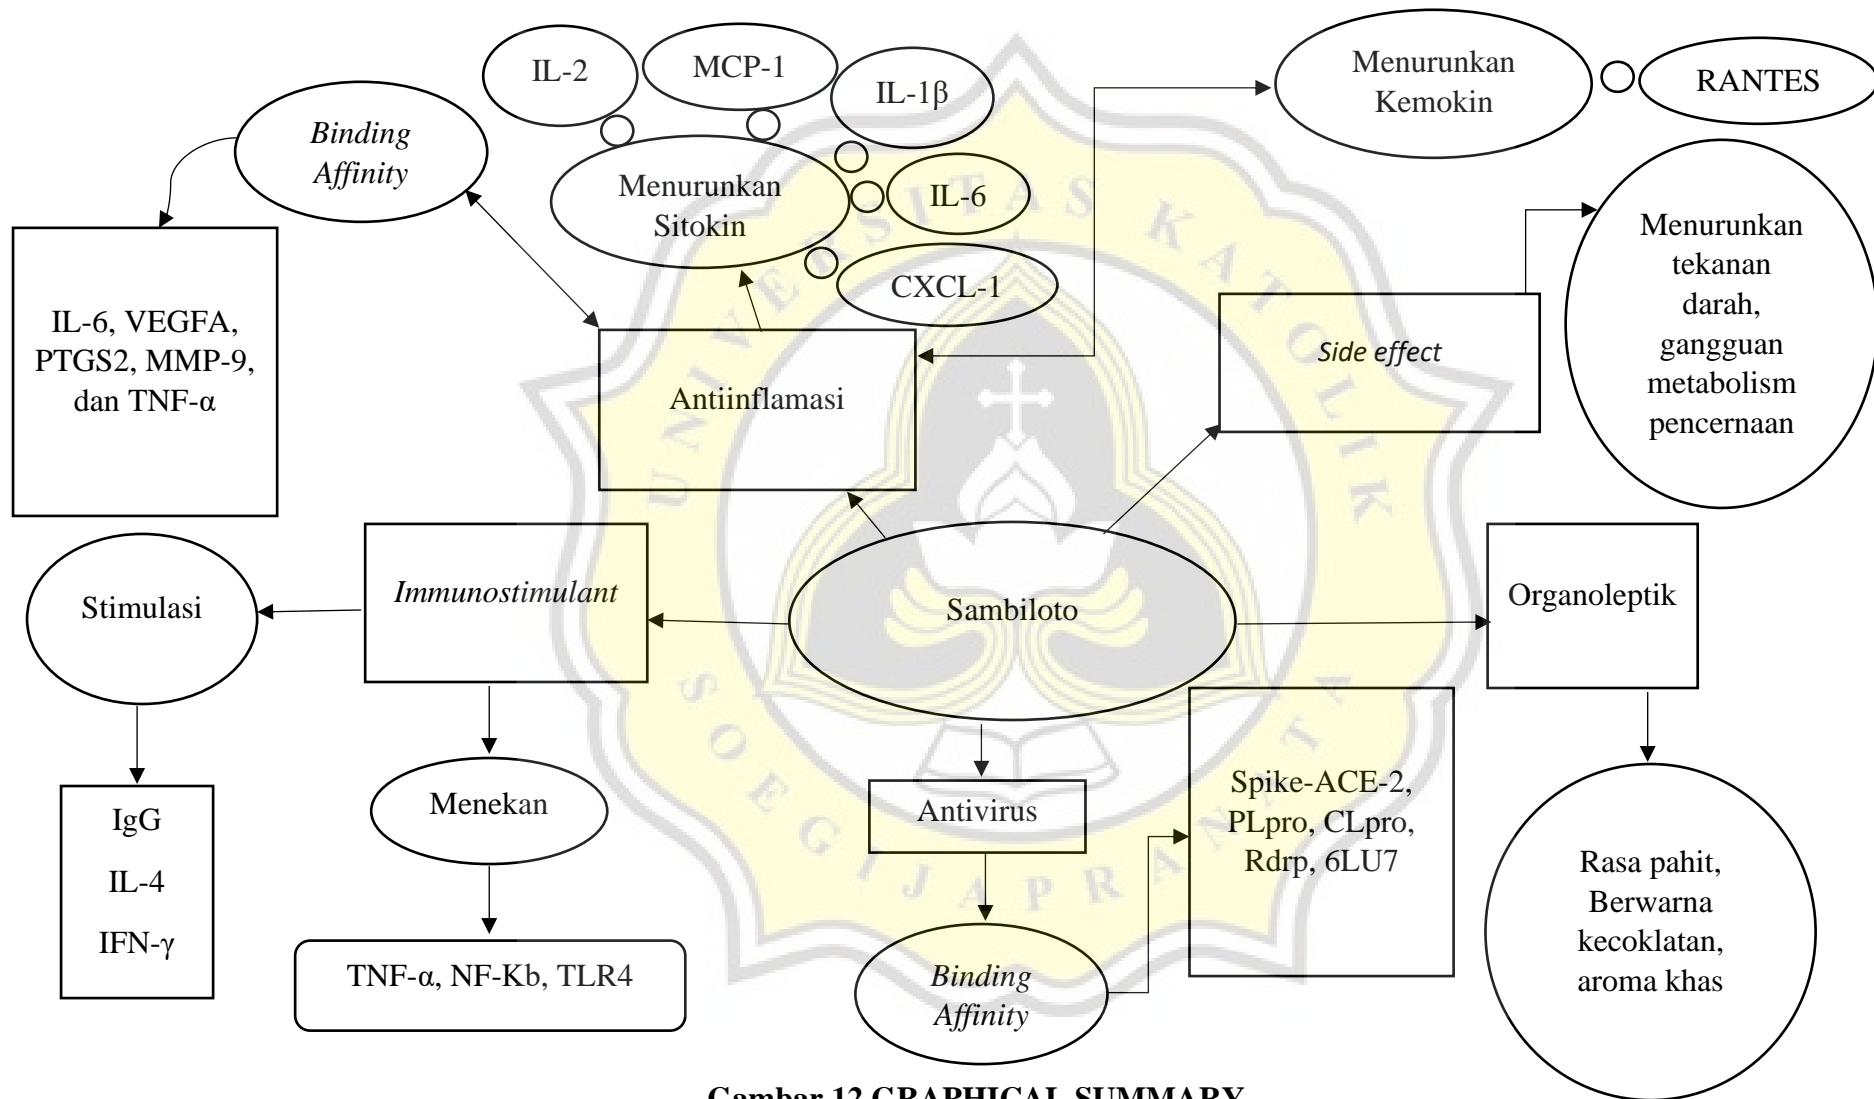 IL-2
MCP-1
IL-1β
IL-6
CXCL-1
Menurunkan
Sitokin
Binding
Affinity
IL-6, VEGFA,
PTGS2, MMP-9,
dan TNF-α
Antiinflamasi
Menurunkan
Kemokin
RANTES
Side effect
Menurunkan
tekanan
darah,
gangguan
metabolism
pencernaan
Stimulasi
Immunostimulant
Sambiloto
Organoleptik
IgG
IL-4
IFN-γ
Menekan
TNF-α, NF-Kb, TLR4
Antivirus
Binding
Affinity
Spike-ACE-2,
PLpro, CLpro,
Rdrp, 6LU7
Rasa pahit,
Berwarna
kecoklatan,
aroma khas
UNIVERSITAS KATOLIK
SOEGIJAPRANATA
Gambar 12 GRAPHICAL SUMMARY